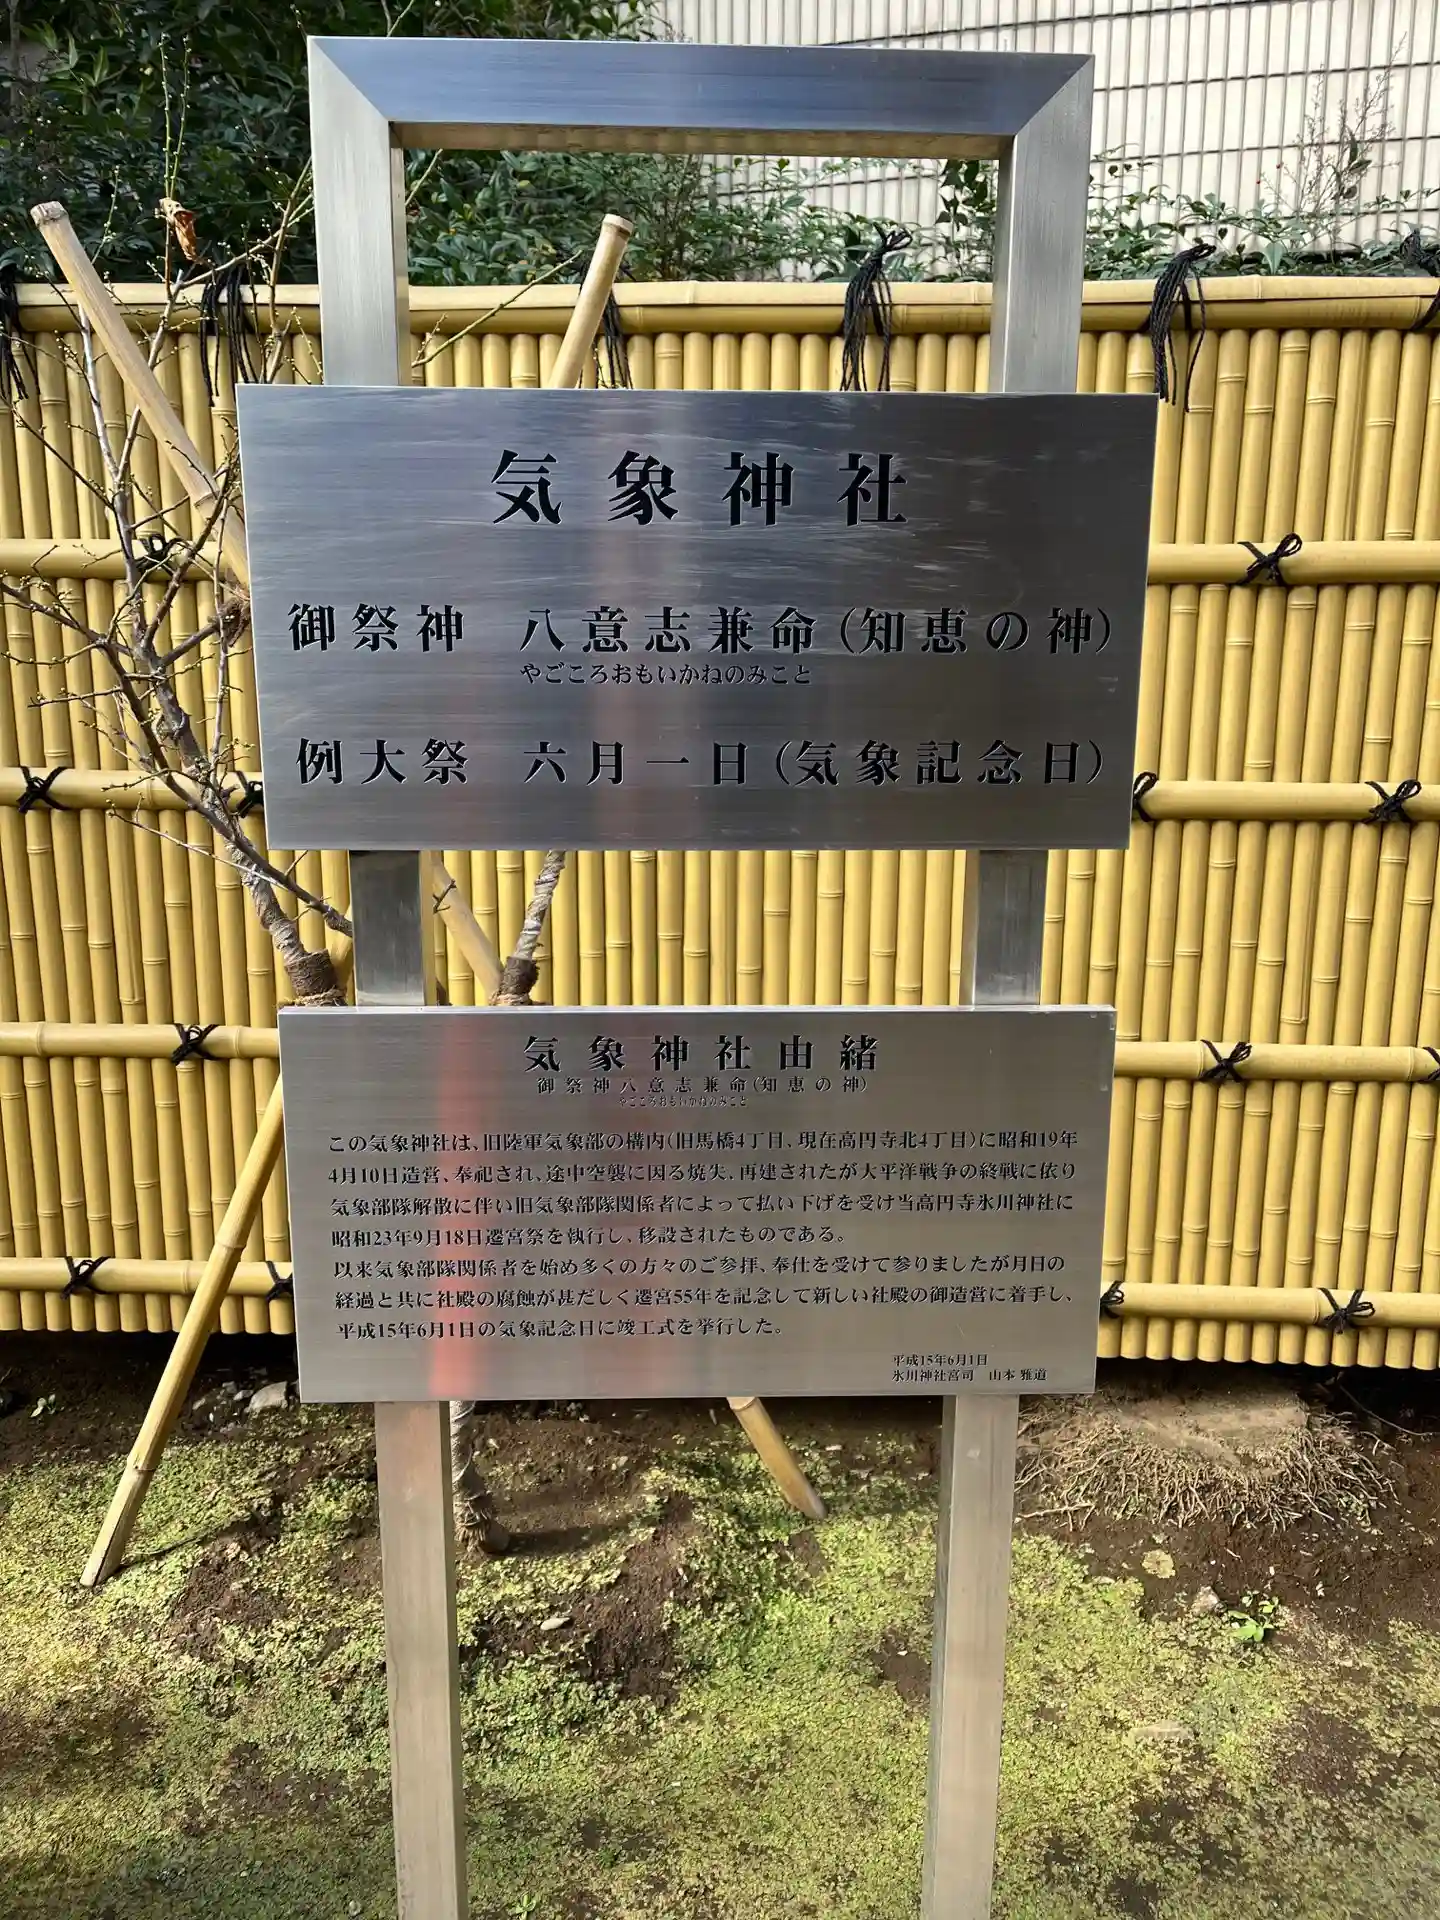 気象神社
御祭神 八意志兼命(知恵の神)
やごころおもいかねのみこと
例大祭 六月一日(気象記念日)
気象神社由緒
御祭神八意志兼命(知恵の神)
やごころおもいかねのみこと
この気象神社は、旧陸軍気象部の構内(旧馬橋4丁目、現在高円寺北4丁目)に昭和19年
4月10日造営、奉祀され、途中空襲に因る焼失、再建されたが大平洋戦争の終戦に依り
気象部隊解散に伴い旧気象部隊関係者によって払い下げを受け当高円寺氷川神社に
昭和23年9月18日遷宮祭を執行し、移設されたものである。
以来気象部隊関係者を始め多くの方々のご参拝、奉仕を受けて参りましたが月日の
経過と共に社殿の腐蝕が甚だしく遷宮55年を記念して新しい社殿の御造営に着手し、
平成15年6月1日の気象記念日に竣工式を挙行した。
平成15年6月1日
氷川神社宮司 山本 雅道